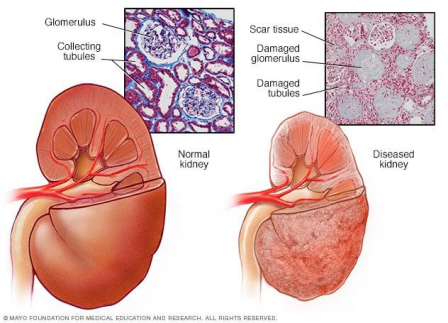 Glomerulus
Collecting
tubules
Normal
kidney
Scar tissue
Damaged
glomerulus
Damaged
tubules
Diseased
kidney
© MAYO FOUNDATION FOR MEDICAL EDUCATION AND RESEARCH. ALL RIGHTS RESERVED.